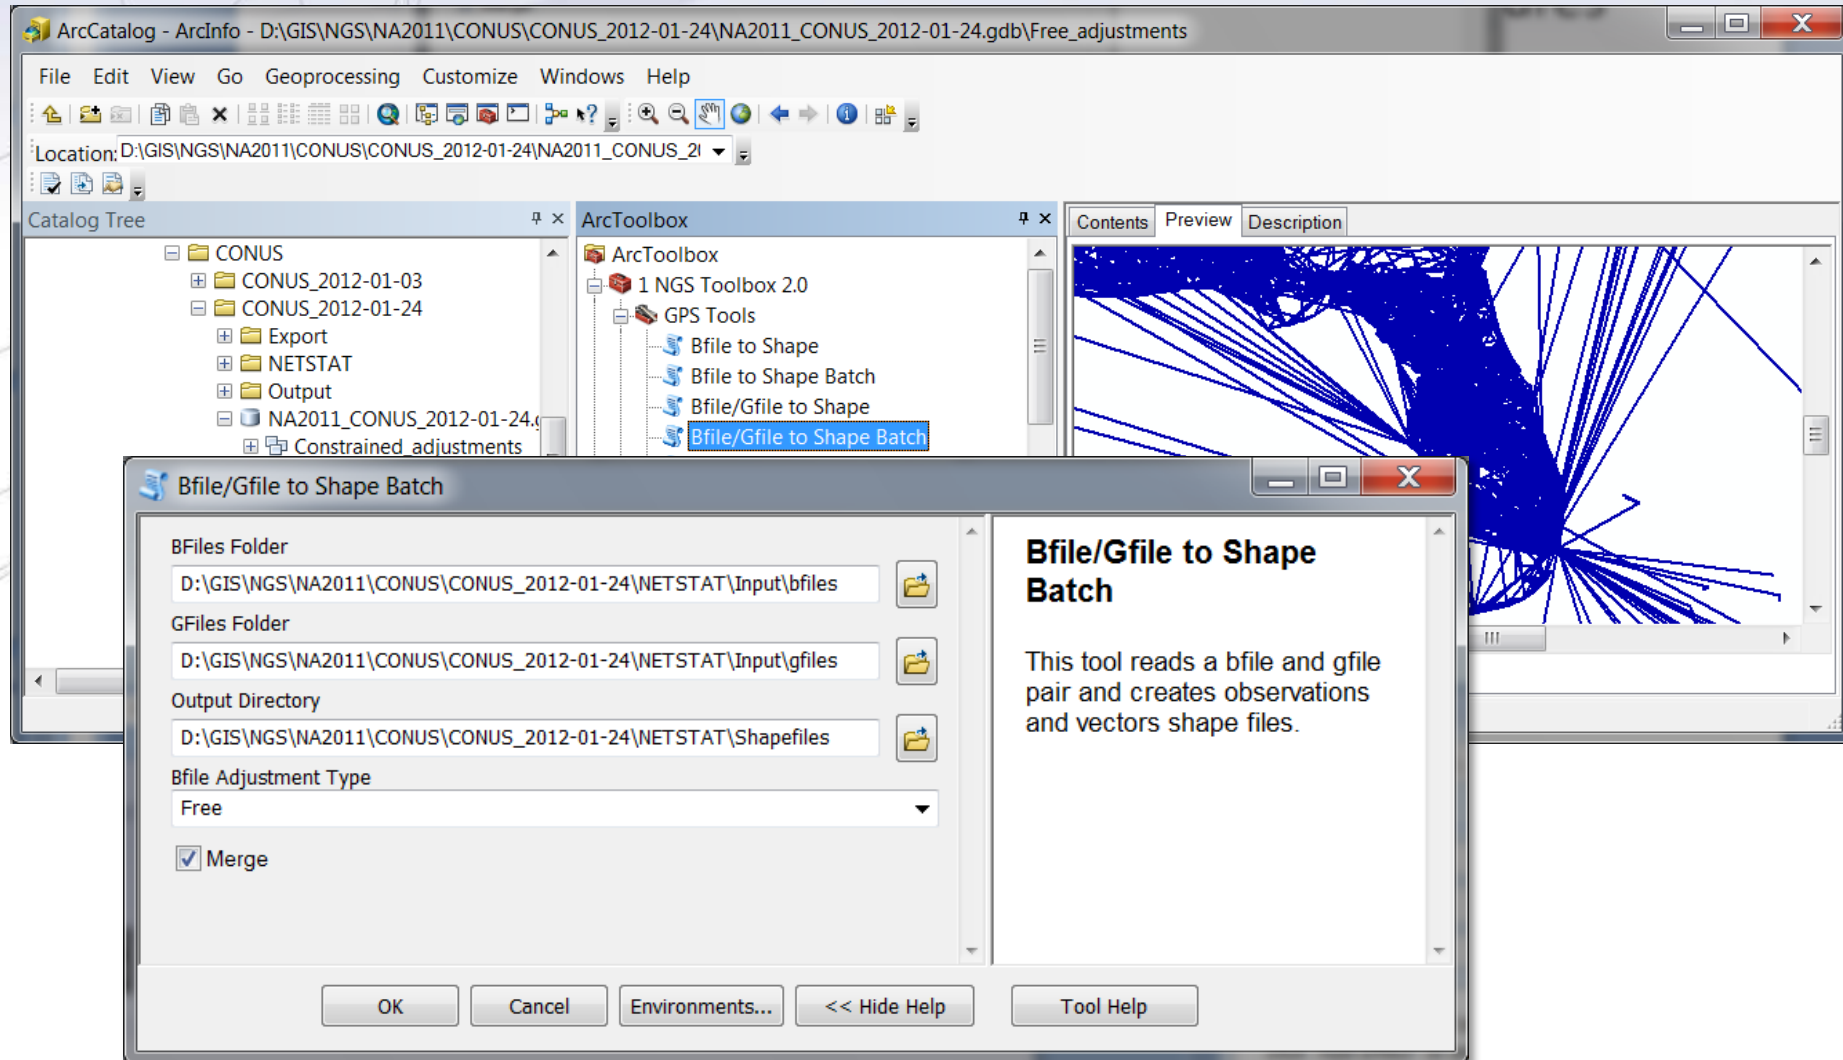 ArcCatalog - ArcInfo - D:\GIS\NGS\NA2011\CONUS\CONUS_2012-01-24\NA2011_CONUS_2012-01-24.gdb\Free_adjustments
File Edit View Go Geoprocessing Customize Windows Help
Location: D:\GIS\NGS\NA2011\CONUS\CONUS_2012-01-24\NA2011_CONUS_2
Catalog Tree
CONUS
CONUS_2012-01-03
CONUS_2012-01-24
Export
NETSTAT
Output
NA2011_CONUS_2012-01-24.
Constrained_adjustments
ArcToolbox
ArcToolbox
1 NGS Toolbox 2.0
GPS Tools
Bfile to Shape
Bfile to Shape Batch
Bfile/Gfile to Shape
Bfile/Gfile to Shape Batch
Contents Preview Description
Bfile/Gfile to Shape Batch
BFiles Folder
D:\GIS\NGS\NA2011\CONUS\CONUS_2012-01-24\NETSTAT\Input\bfiles
GFiles Folder
D:\GIS\NGS\NA2011\CONUS\CONUS_2012-01-24\NETSTAT\Input\gfiles
Output Directory
D:\GIS\NGS\NA2011\CONUS\CONUS_2012-01-24\NETSTAT\Shapefiles
Bfile Adjustment Type
Free
Merge
Bfile/Gfile to Shape
Batch
This tool reads a bfile and gfile
pair and creates observations
and vectors shape files.
OK Cancel Environments... << Hide Help Tool Help